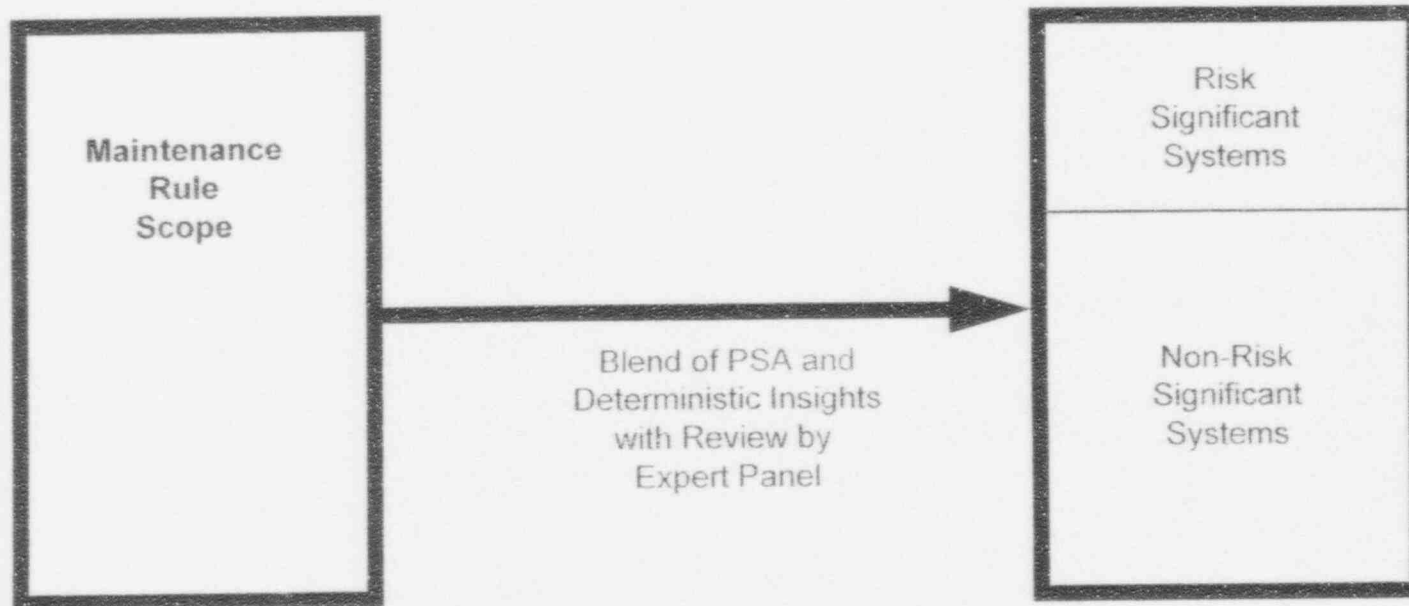 Maintenance
Rule
Scope
Blend of PSA and
Deterministic Insights
with Review by
Expert Panel
Risk
Significant
Systems
Non-Risk
Significant
Systems